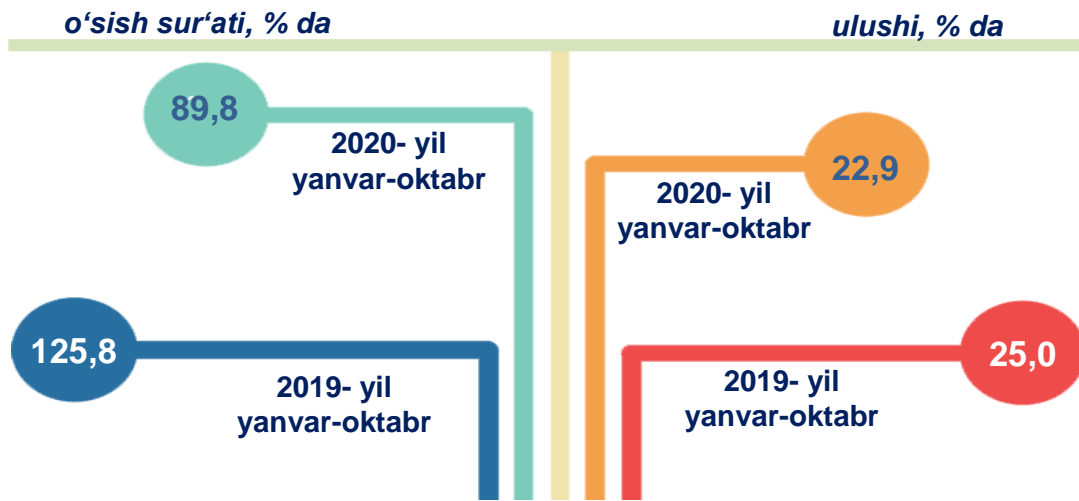 o‘sish sur‘ati, % da
ulushi, % da
89,8
2020- yil
yanvar-oktabr
22,9
2020- yil
yanvar-oktabr
125,8
2019- yil
yanvar-oktabr
25,0
2019- yil
yanvar-oktabr